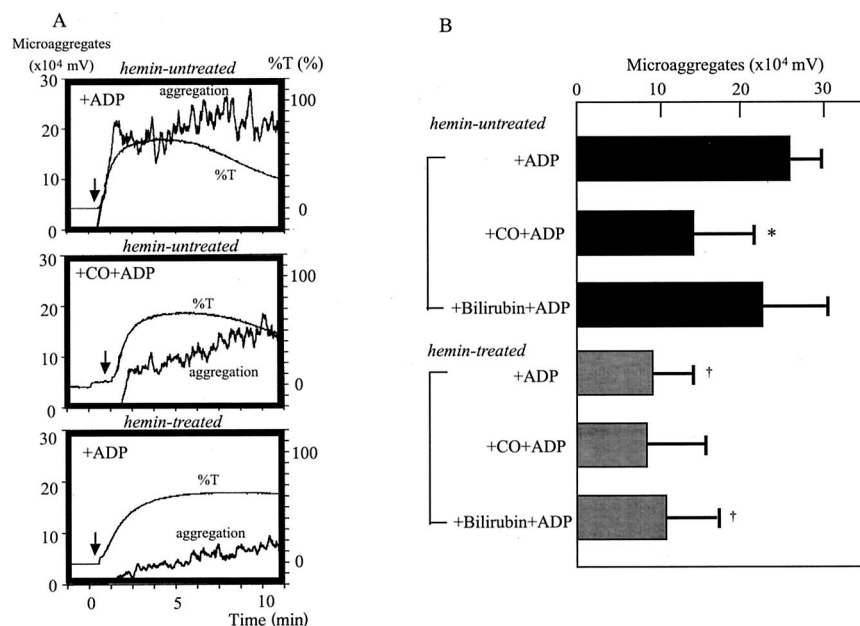 A
Microaggregates
(x10⁴ mV)
hemin-untreated
%T (%)
30
+ADP
aggregation
100
20
%T
10
0
0
hemin-untreated
30
+CO+ADP
100
%T
20
10
aggregation
0
0
hemin-treated
30
+ADP
100
%T
20
aggregation
10
0
0
0 5 10
Time (min)
B
Microaggregates (x10⁴ mV)
0 10 20 30
hemin-untreated
+ADP
+CO+ADP
*
+Bilirubin+ADP
hemin-treated
+ADP
†
+CO+ADP
+Bilirubin+ADP
†